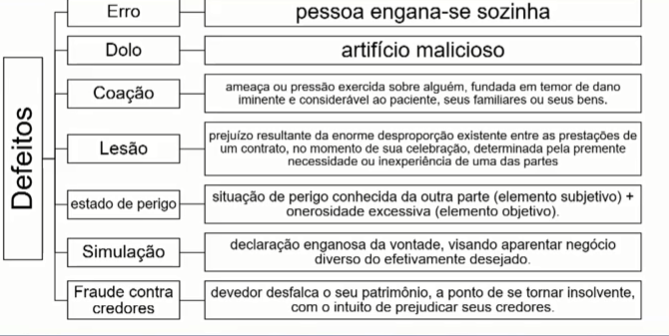 Defeitos
Erro
pessoa engana-se sozinha
Dolo
artifício malicioso
Coação
ameaça ou pressão exercida sobre alguém, fundada em temor de dano
iminente e considerável ao paciente, seus familiares ou seus bens.
Lesão
prejuízo resultante da enorme desproporção existente entre as prestações de
um contrato, no momento de sua celebração, determinada pela premente
necessidade ou inexperiência de uma das partes
estado de perigo
situação de perigo conhecida da outra parte (elemento subjetivo) +
onerosidade excessiva (elemento objetivo).
Simulação
declaração enganosa da vontade, visando aparentar negócio
diverso do efetivamente desejado.
Fraude contra
credores
devedor desfalca o seu patrimônio, a ponto de se tornar insolvente,
com o intuito de prejudicar seus credores.